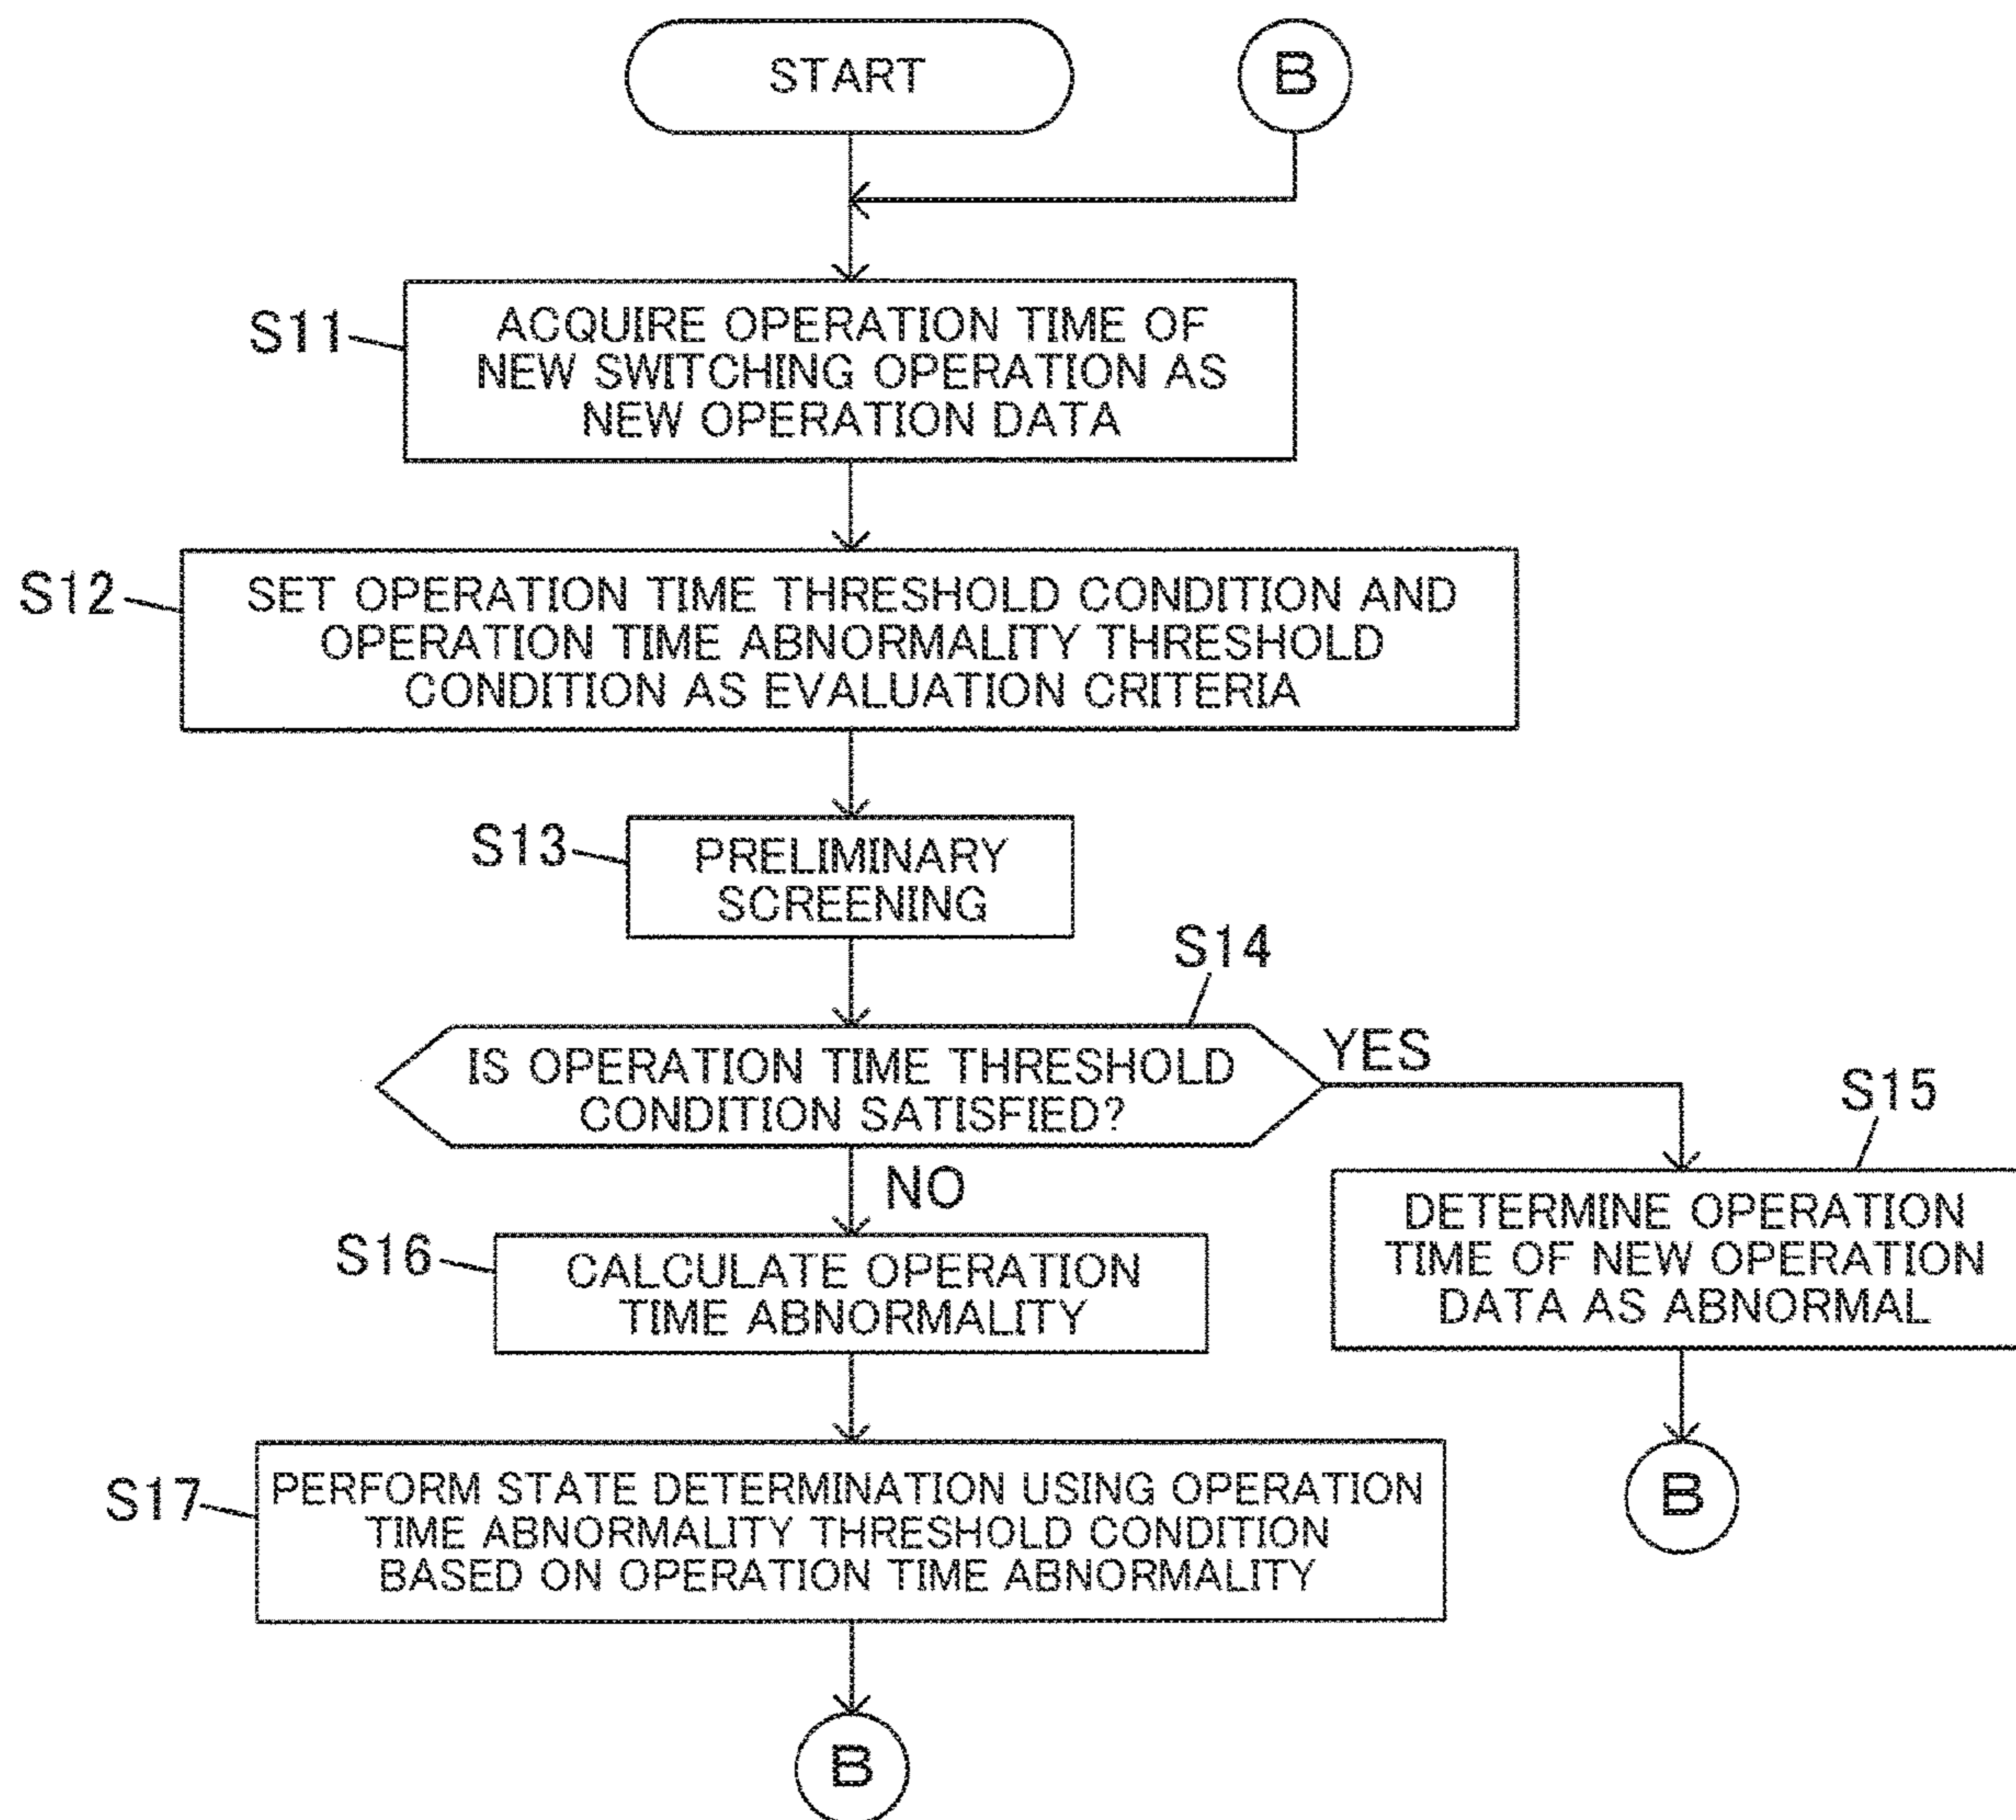 START
B
S11
ACQUIRE OPERATION TIME OF
NEW SWITCHING OPERATION AS
NEW OPERATION DATA
S12
SET OPERATION TIME THRESHOLD CONDITION AND
OPERATION TIME ABNORMALITY THRESHOLD
CONDITION AS EVALUATION CRITERIA
S13
PRELIMINARY
SCREENING
S14
IS OPERATION TIME THRESHOLD
CONDITION SATISFIED?
YES
NO
S15
DETERMINE OPERATION
TIME OF NEW OPERATION
DATA AS ABNORMAL
B
S16
CALCULATE OPERATION
TIME ABNORMALITY
S17
PERFORM STATE DETERMINATION USING OPERATION
TIME ABNORMALITY THRESHOLD CONDITION
BASED ON OPERATION TIME ABNORMALITY
B